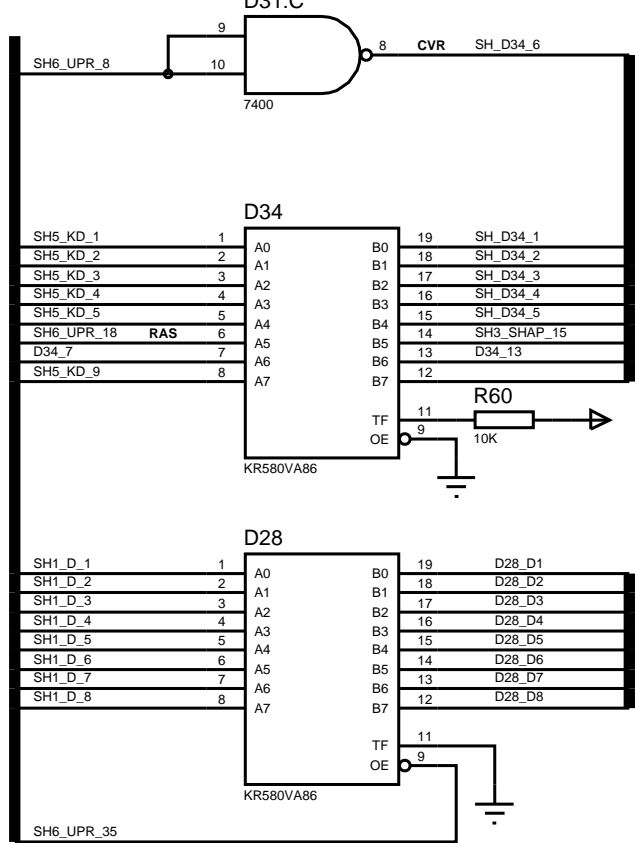 D31:C
9
8 CVR SH_D34_6
SH6_UPR_8 10
7400
D34
SH5_KD_1 1 A0 B0 19 SH_D34_1
SH5_KD_2 2 A1 B1 18 SH_D34_2
SH5_KD_3 3 A2 B2 17 SH_D34_3
SH5_KD_4 4 A3 B3 16 SH_D34_4
SH5_KD_5 5 A4 B4 15 SH_D34_5
SH6_UPR_18 RAS 6 A5 B5 14 SH3_SHAP_15
D34_7 7 A6 B6 13 D34_13
SH5_KD_9 8 A7 B7 12
R60
TF 11
OE 9 10K
KR580VA86
D28
SH1_D_1 1 A0 B0 19 D28_D1
SH1_D_2 2 A1 B1 18 D28_D2
SH1_D_3 3 A2 B2 17 D28_D3
SH1_D_4 4 A3 B3 16 D28_D4
SH1_D_5 5 A4 B4 15 D28_D5
SH1_D_6 6 A5 B5 14 D28_D6
SH1_D_7 7 A6 B6 13 D28_D7
SH1_D_8 8 A7 B7 12 D28_D8
TF 11
OE 9
KR580VA86
SH6_UPR_35